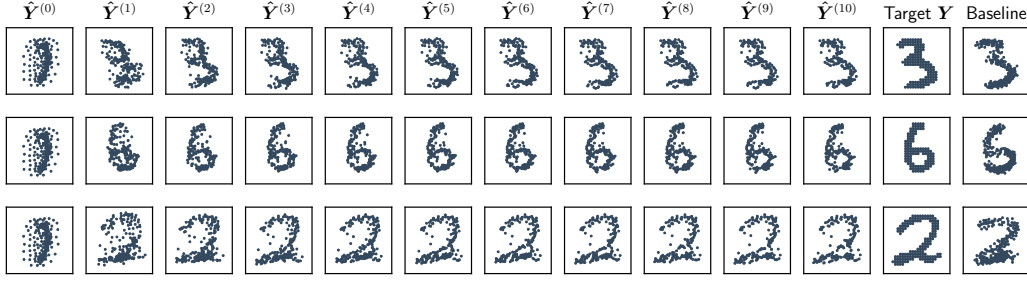 Ŷ⁽⁰⁾ Ŷ⁽¹⁾ Ŷ⁽²⁾ Ŷ⁽³⁾ Ŷ⁽⁴⁾ Ŷ⁽⁵⁾ Ŷ⁽⁶⁾ Ŷ⁽⁷⁾ Ŷ⁽⁸⁾ Ŷ⁽⁹⁾ Ŷ⁽¹⁰⁾ Target Y Baseline